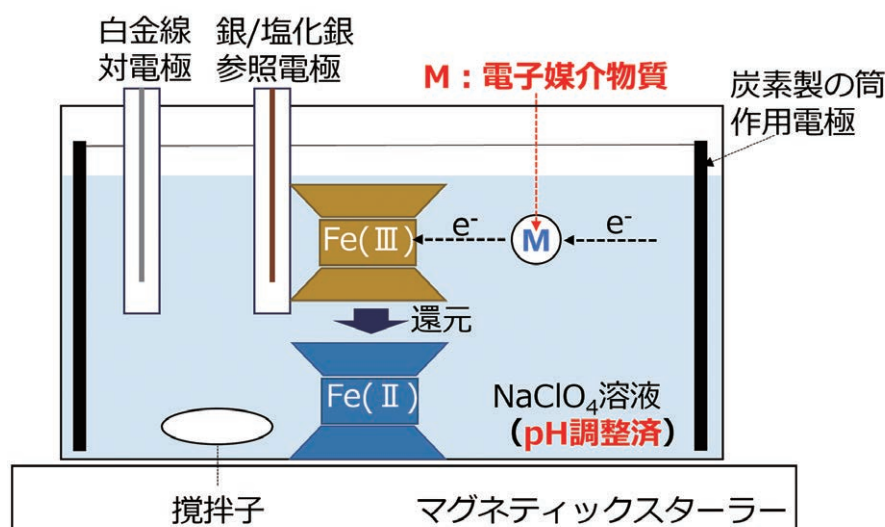 白金線
対電極
銀/塩化銀
参照電極
M：電子媒介物質
炭素製の筒
作用電極
Fe(Ⅲ)
e-
M
e-
還元
Fe(Ⅱ)
NaClO₄溶液
（pH調整済）
撹拌子
マグネティックスターラー